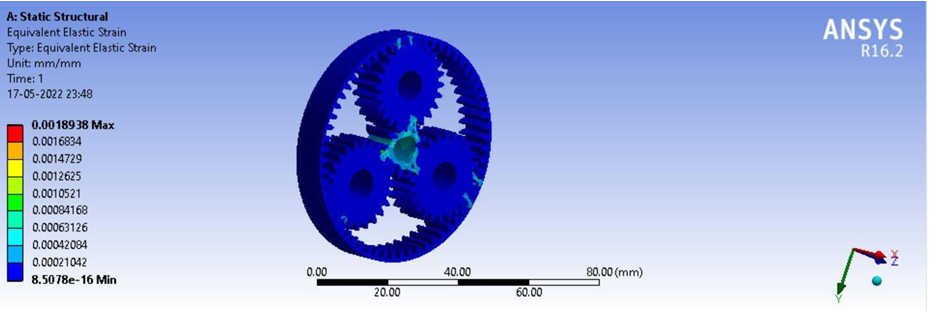 A: Static Structural
Equivalent Elastic Strain
Type: Equivalent Elastic Strain
Unit: mm/mm
Time: 1
17-05-2022 23:48
0.0018938 Max
0.0016834
0.0014729
0.0012625
0.0010521
0.00084168
0.00063126
0.00042084
0.00021042
8.5078e-16 Min
ANSYS
R16.2
0.00 40.00 80.00 (mm)
20.00 60.00
X
Z
Y